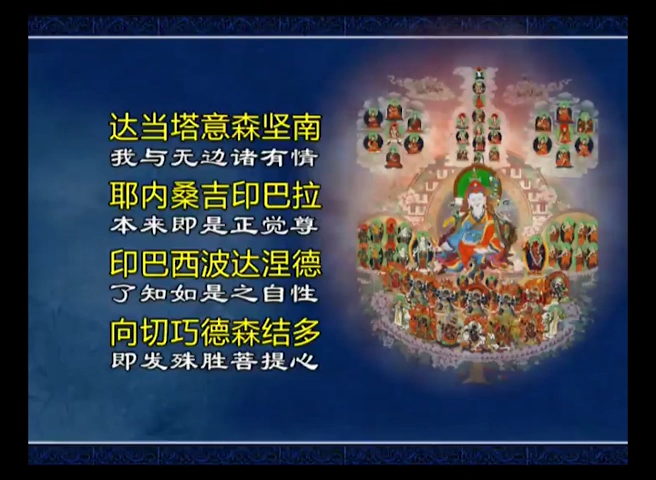 达当塔意森坚南
我与无边诸有情
耶内桑吉印巴拉
本来即是正觉尊
印巴西波达涅德
了知如是之自性
向切巧德森结多
即发殊胜菩提心